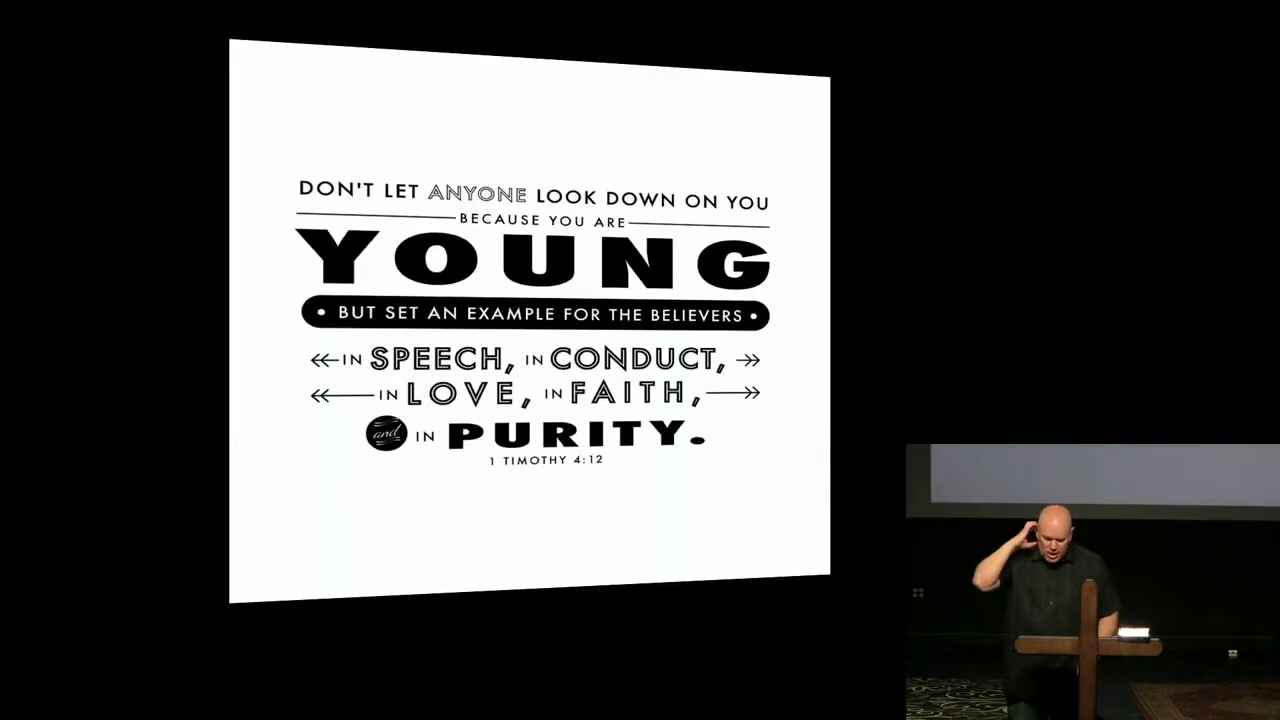 DON'T LET ANYONE LOOK DOWN ON YOU
BECAUSE YOU ARE
YOUNG
• BUT SET AN EXAMPLE FOR THE BELIEVERS •
IN SPEECH, IN CONDUCT,
IN LOVE, IN FAITH,
and IN PURITY.
1 TIMOTHY 4:12